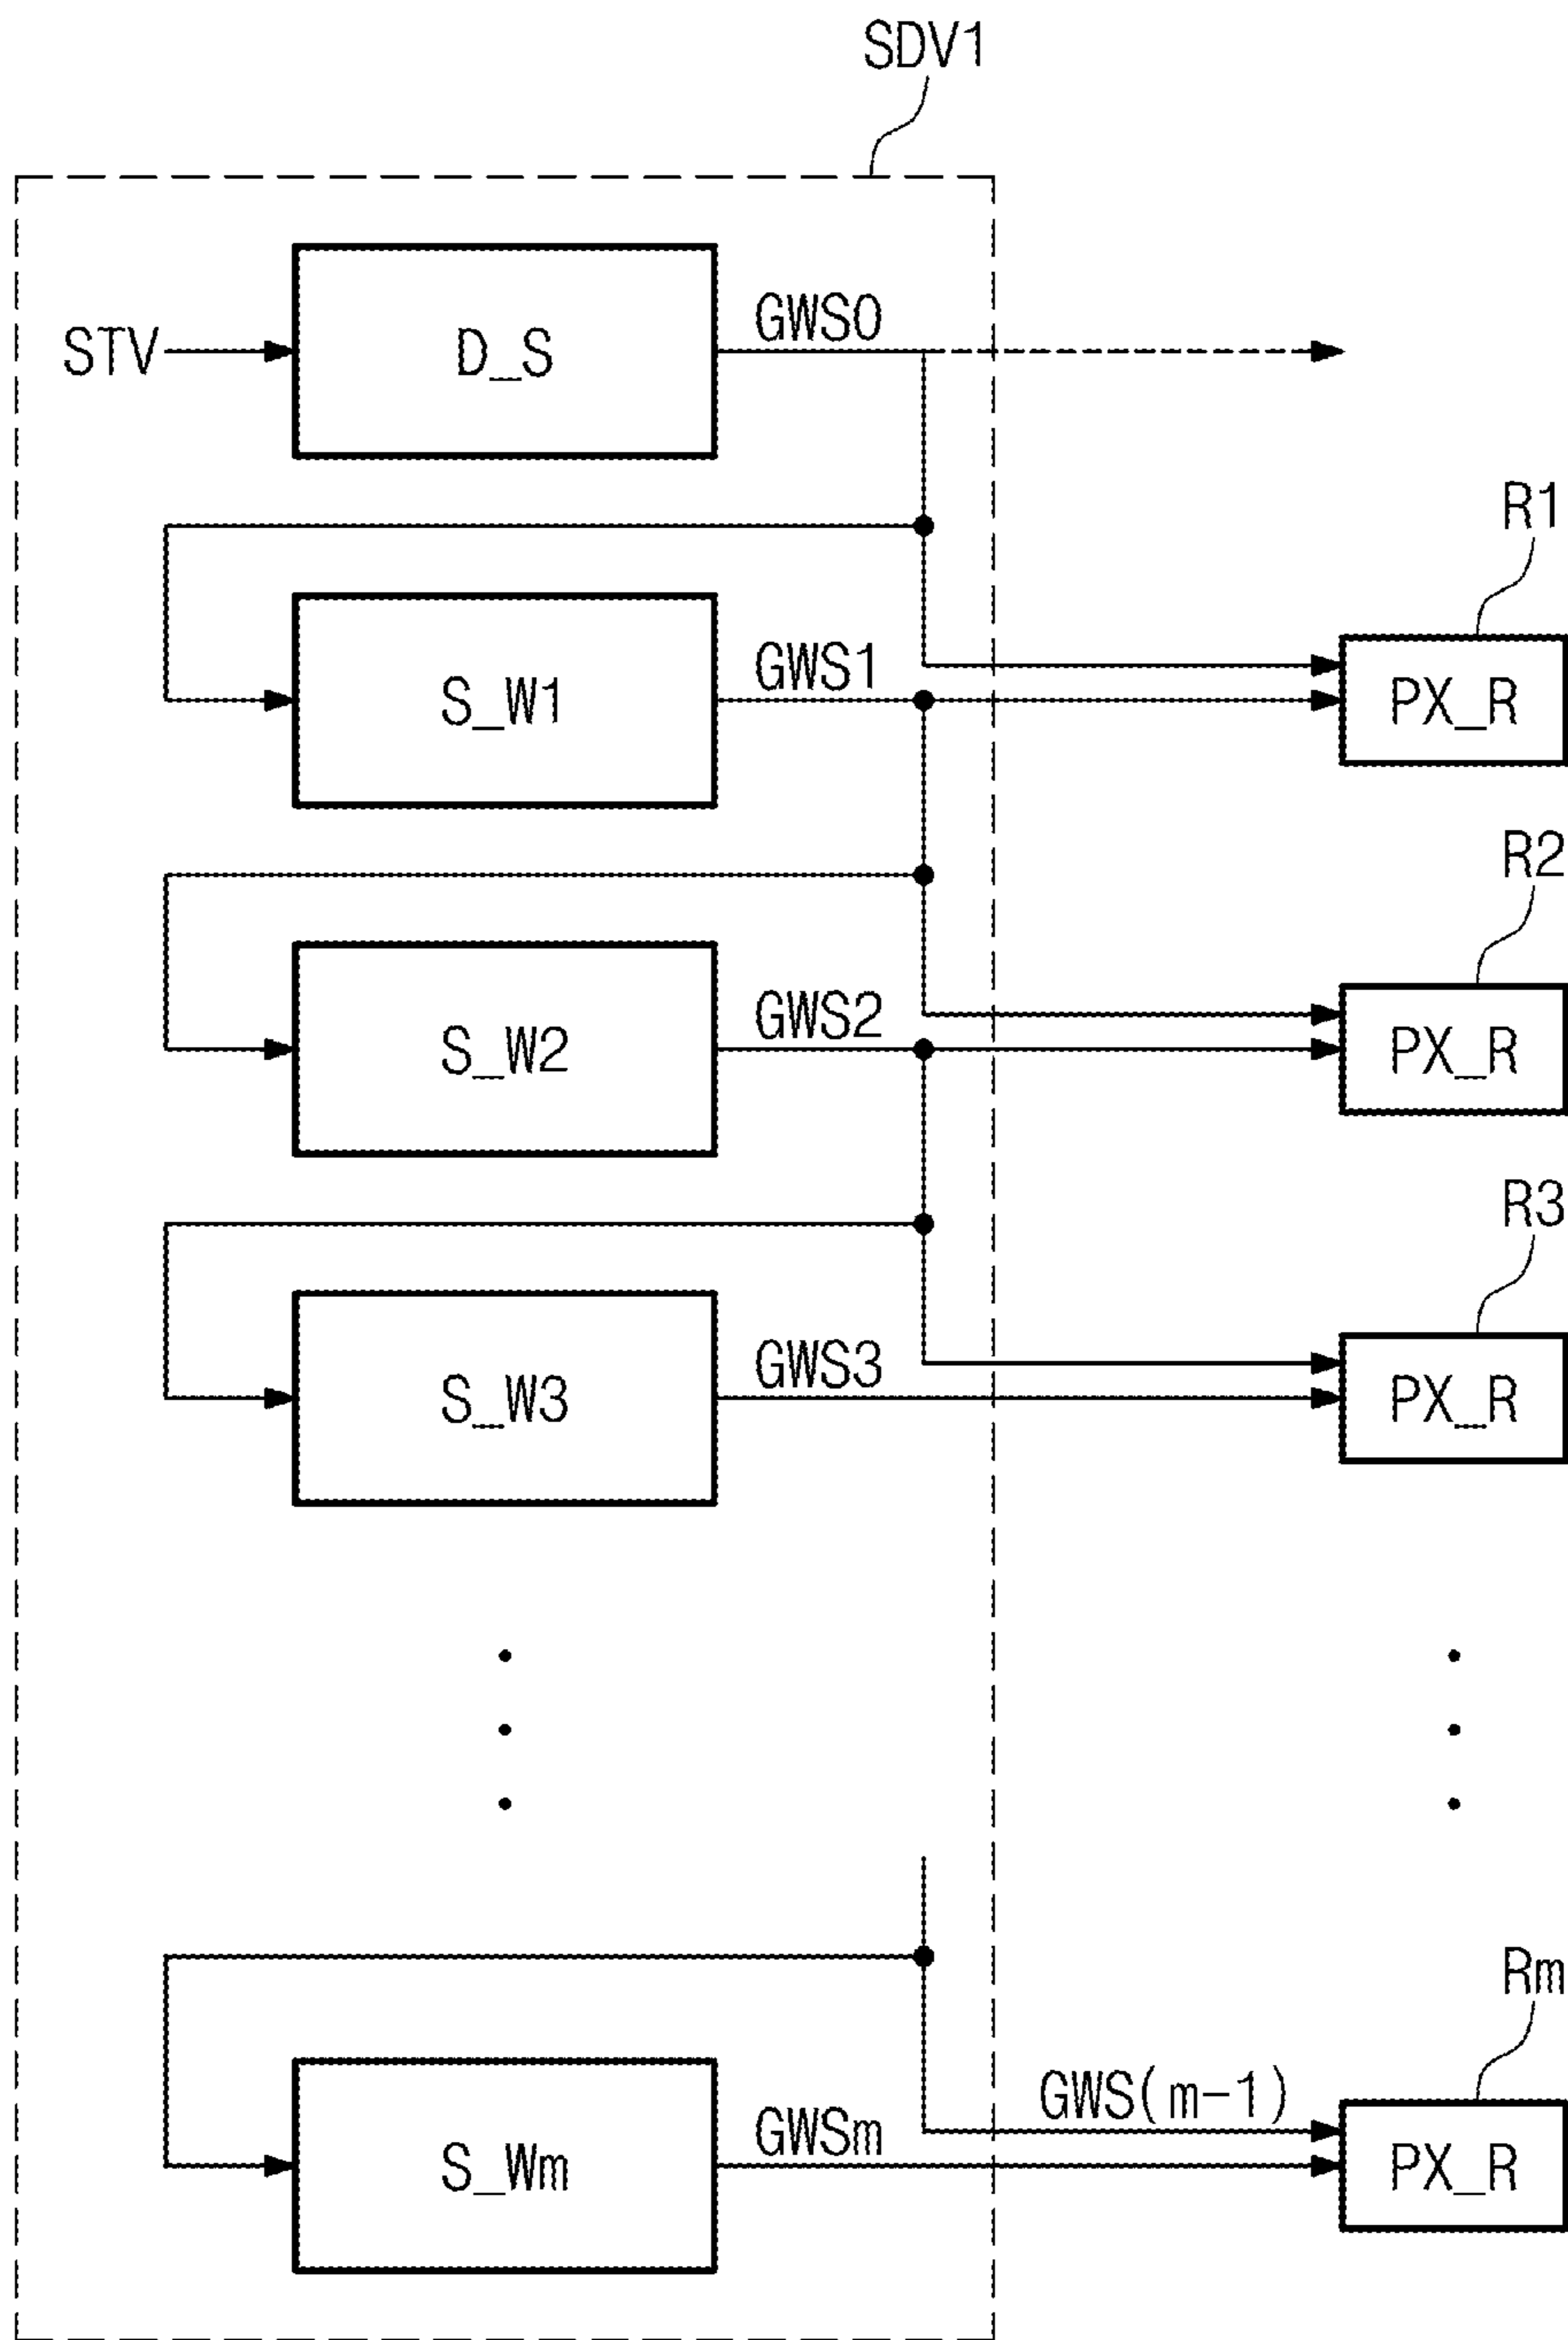 SDV1
STV
D_S
GWS0
R1
S_W1
GWS1
PX_R
R2
S_W2
GWS2
PX_R
R3
S_W3
GWS3
PX_R
Rm
GWS(m-1)
S_Wm
GWSm
PX_R